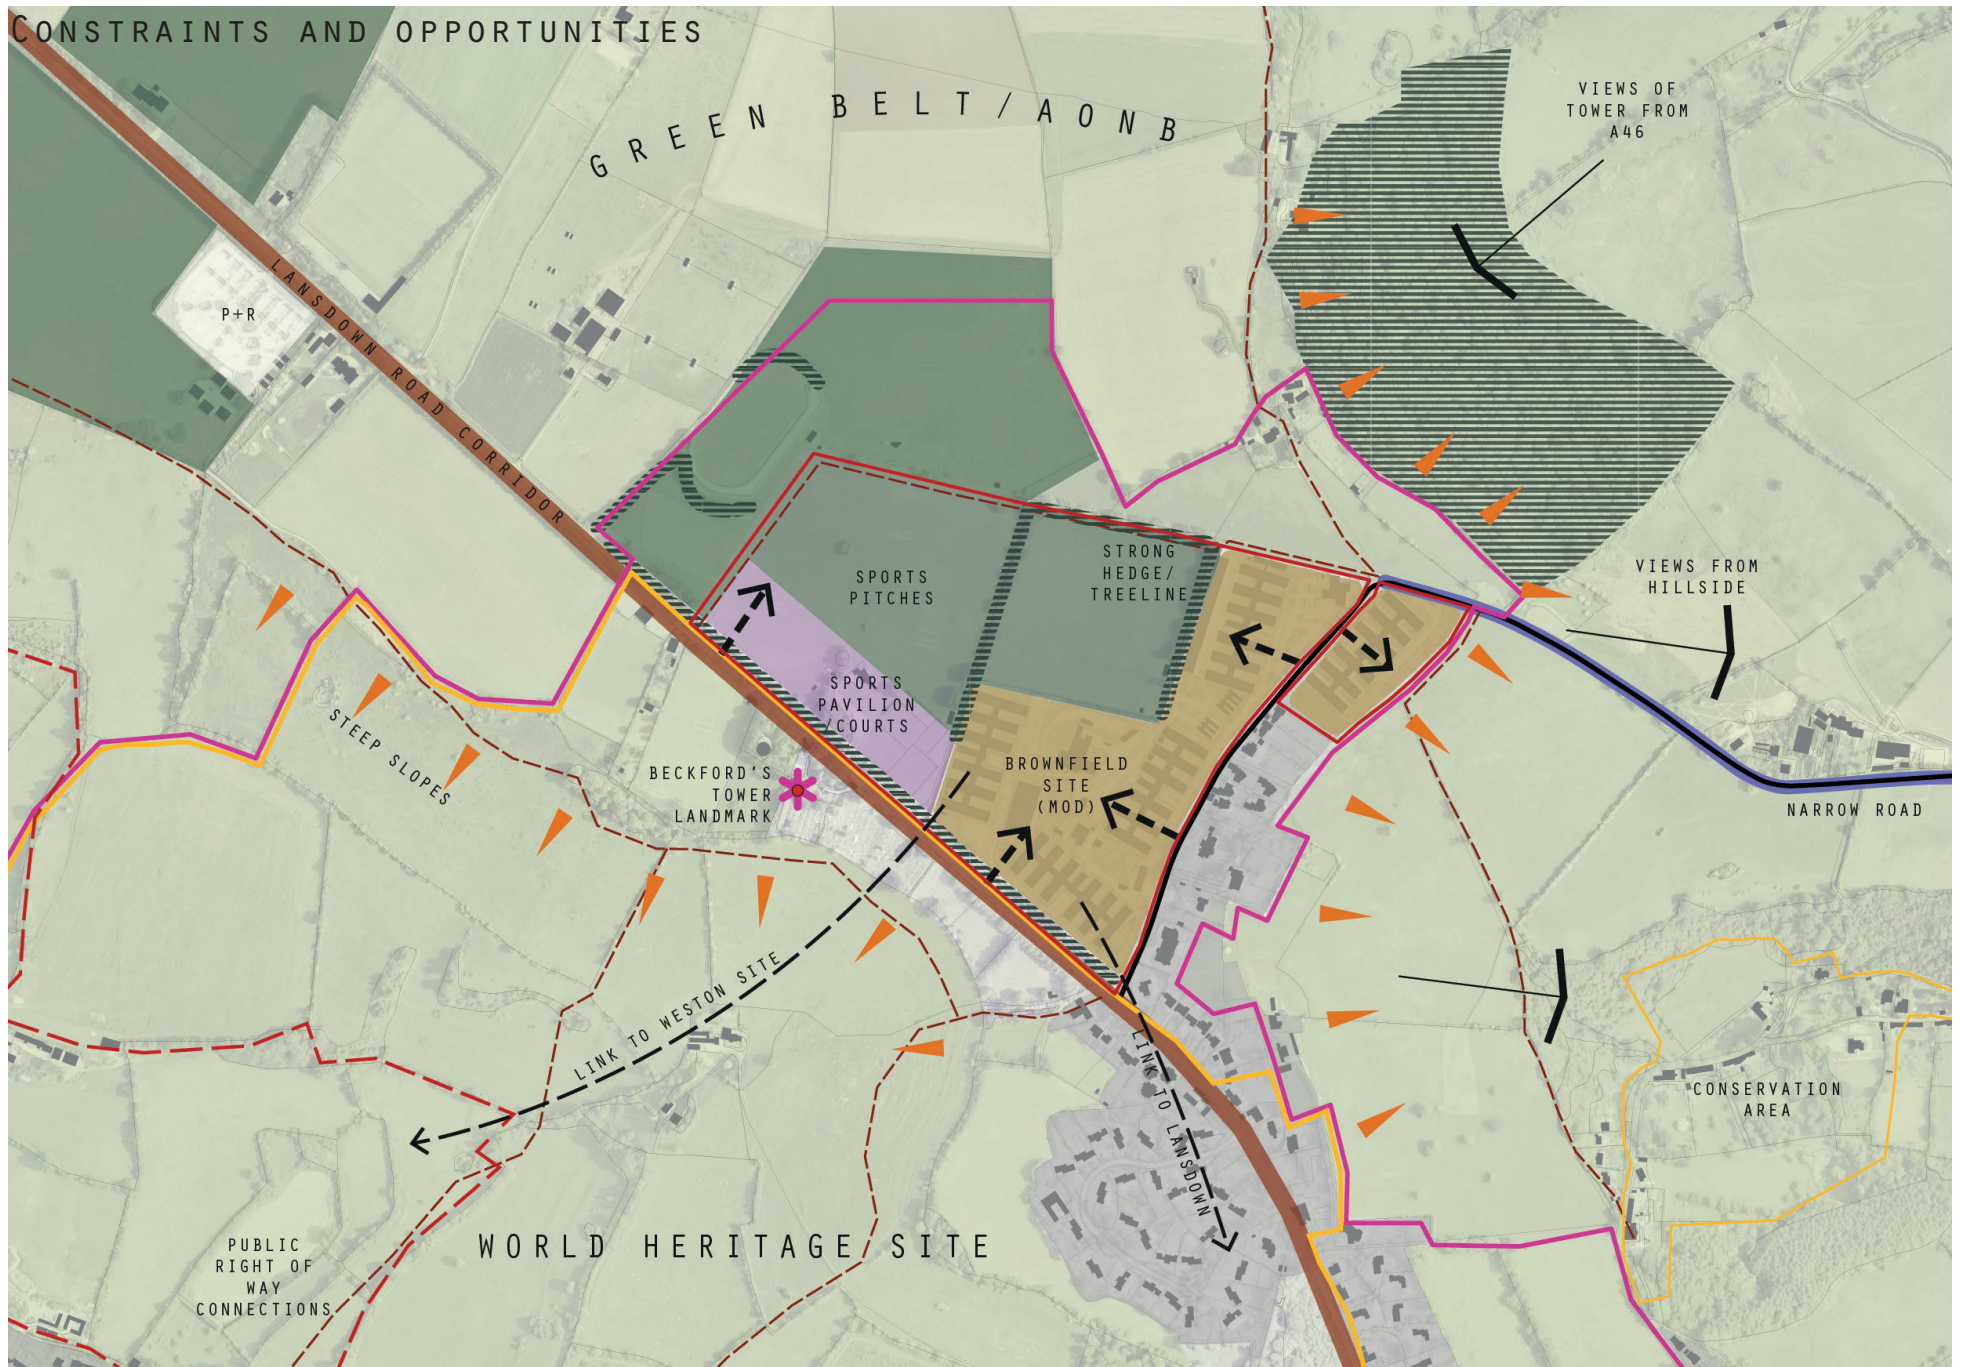 CONSTRAINTS AND OPPORTUNITIES
GREEN BELT/AONB
VIEWS OF
TOWER FROM
A46
P+R
LANSDOWN ROAD CORRIDOR
SPORTS
PITCHES
STRONG
HEDGE/
TREELINE
VIEWS FROM
HILLSIDE
SPORTS
PAVILION
/COURTS
STEEP SLOPES
BECKFORD'S
TOWER
LANDMARK
BROWNFIELD
SITE
(MOD)
NARROW ROAD
LINK TO WESTON SITE
LINK TO LANSDOWN
CONSERVATION
AREA
WORLD HERITAGE SITE
PUBLIC
RIGHT OF
WAY
CONNECTIONS